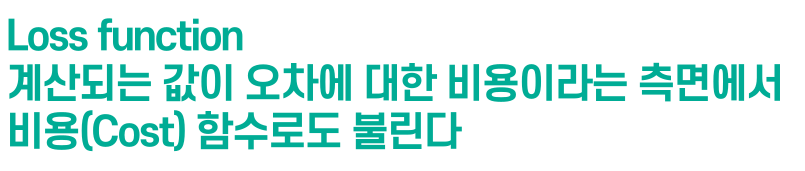 Loss function
계산되는 값이 오차에 대한 비용이라는 측면에서
비용(Cost) 함수로도 불린다